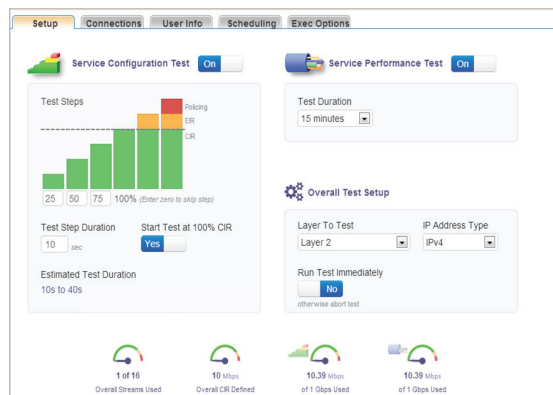 Setup
Connections
User Info
Scheduling
Exec Options
Service Configuration Test On
Test Steps
Policing
EIR
CIR
25 50 75 100% (Enter zero to skip step)
Test Step Duration
10 sec
Start Test at 100% CIR
Yes
Estimated Test Duration
10s to 40s
Service Performance Test On
Test Duration
15 minutes
Overall Test Setup
Layer To Test
Layer 2
IP Address Type
IPv4
Run Test Immediately
No
otherwise abort test
1 of 16
Overall Streams Used
10 Mbps
Overall CIR Defined
10.39 Mbps
of 1 Gbps Used
10.39 Mbps
of 1 Gbps Used